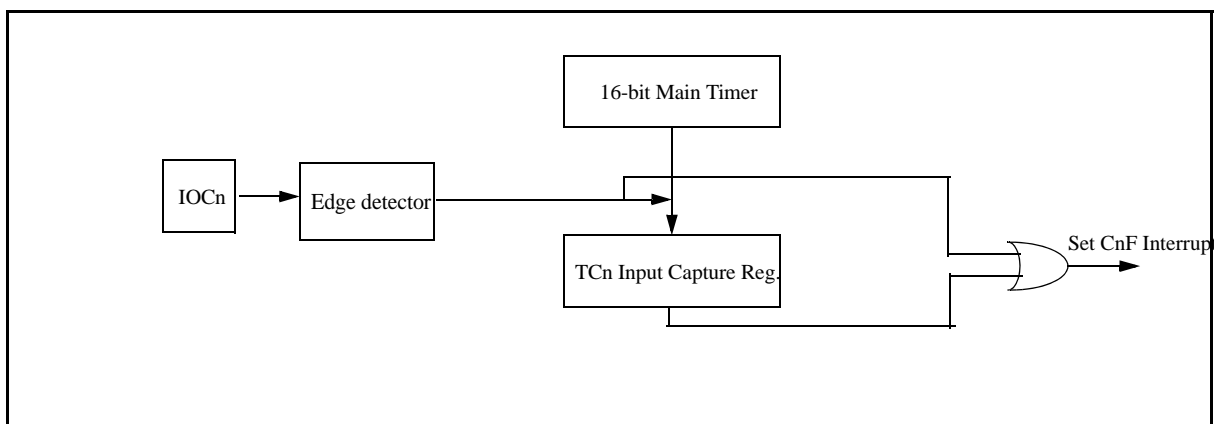 16-bit Main Timer
IOCn
Edge detector
TCn Input Capture Reg.
Set CnF Interrup